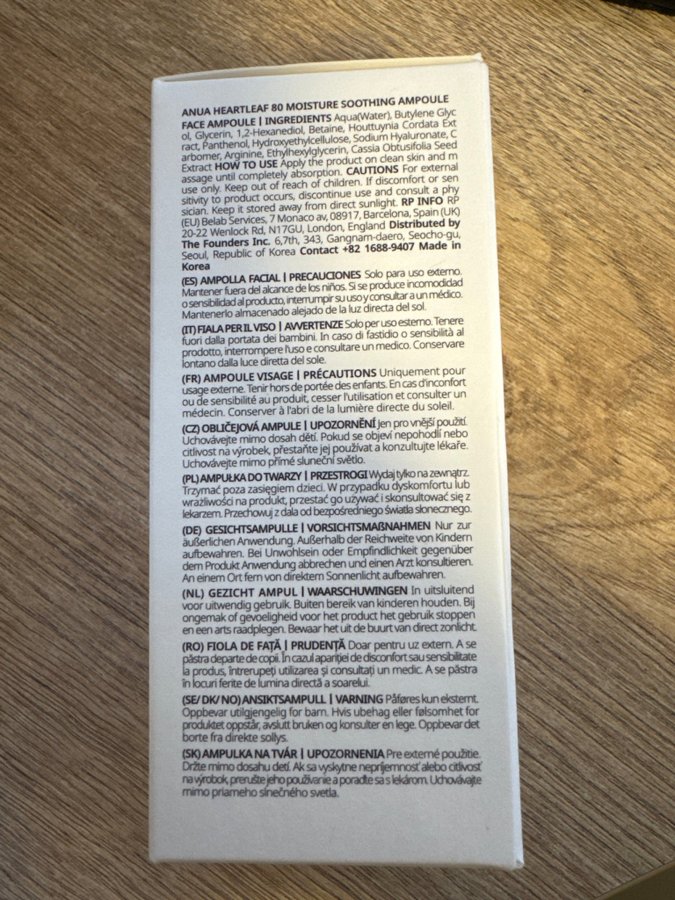 ANUA HEARTLEAF 80 MOISTURE SOOTHING AMPOULE
FACE AMPOULE | INGREDIENTS Aqua(Water), Butylene Glyc
ol, Glycerin, 1,2-Hexanediol, Betaine, Houttuynia Cordata Ext
ract, Panthenol, Hydroxyethylcellulose, Sodium Hyaluronate, C
arbomer, Arginine, Ethylhexylglycerin, Cassia Obtusifolia Seed
Extract HOW TO USE Apply the product on clean skin and m
assage until completely absorption. CAUTIONS For external
use only. Keep out of reach of children. If discomfort or sen
sitivity to product occurs, discontinue use and consult a phy
sician. Keep it stored away from direct sunlight. RP INFO RP
(EU) Belab Services, 7 Monaco av, 08917, Barcelona, Spain (UK)
20-22 Wenlock Rd, N17GU, London, England Distributed by
The Founders Inc. 6,7th, 343, Gangnam-daero, Seocho-gu,
Seoul, Republic of Korea Contact +82 1688-9407 Made in
Korea
(ES) AMPOLLA FACIAL | PRECAUCIONES Solo para uso externo.
Mantener fuera del alcance de los niños. Si se produce incomodidad
o sensibilidad al producto, interrumpir su uso y consultar a un médico.
Mantenerlo almacenado alejado de la luz directa del sol.
(IT) FIALA PER IL VISO | AVVERTENZE Solo per uso esterno. Tenere
fuori dalla portata dei bambini. In caso di fastidio o sensibilità al
prodotto, interrompere l'uso e consultare un medico. Conservare
lontano dalla luce diretta del sole.
(FR) AMPOULE VISAGE | PRÉCAUTIONS Uniquement pour
usage externe. Tenir hors de portée des enfants. En cas d'inconfort
ou de sensibilité au produit, cesser l'utilisation et consulter un
médecin. Conserver à l'abri de la lumière directe du soleil.
(CZ) OBLIČEJOVÁ AMPULE | UPOZORNĚNÍ Jen pro vnější použití.
Uchovávejte mimo dosah dětí. Pokud se objeví nepohodlí nebo
citlivost na výrobek, přestaňte jej používat a konzultujte lékaře.
Uchovávejte mimo přímé sluneční světlo.
(PL) AMPUŁKA DO TWARZY | PRZESTROGI Wydaj tylko na zewnątrz.
Trzymać poza zasięgiem dzieci. W przypadku dyskomfortu lub
wrażliwości na produkt, przestać go używać i skonsultować się z
lekarzem. Przechowuj z dala od bezpośredniego światła słonecznego.
(DE) GESICHTSAMPULLE | VORSICHTSMAßNAHMEN Nur zur
äußerlichen Anwendung. Außerhalb der Reichweite von Kindern
aufbewahren. Bei Unwohlsein oder Empfindlichkeit gegenüber
dem Produkt Anwendung abbrechen und einen Arzt konsultieren.
An einem Ort fern von direktem Sonnenlicht aufbewahren.
(NL) GEZICHT AMPUL | WAARSCHUWINGEN In uitsluitend
voor uitwendig gebruik. Buiten bereik van kinderen houden. Bij
ongemak of gevoeligheid voor het product het gebruik stoppen
en een arts raadplegen. Bewaar het uit de buurt van direct zonlicht.
(RO) FIOLA DE FAȚĂ | PRUDENȚĂ Doar pentru uz extern. A se
păstra departe de copii. În cazul apariției de disconfort sau sensibilitate
la produs, întrerupeți utilizarea și consultați un medic. A se păstra
în locuri ferite de lumina directă a soarelui.
(SE/ DK/ NO) ANSIKTSAMPULL | VARNING Påføres kun eksternt.
Oppbevar utilgjengelig for barn. Hvis ubehag eller følsomhet for
produktet oppstår, avslutt bruken og konsulter en lege. Oppbevar det
borte fra direkte sollys.
(SK) AMPULKA NA TVÁR | UPOZORNENIA Pre externé použitie.
Držte mimo dosahu detí. Ak sa vyskytne nepríjemnosť alebo citlivosť
na výrobok, prerušte jeho používanie a poraďte sa s lekárom. Uchovávajte
mimo priameho slnečného svetla.